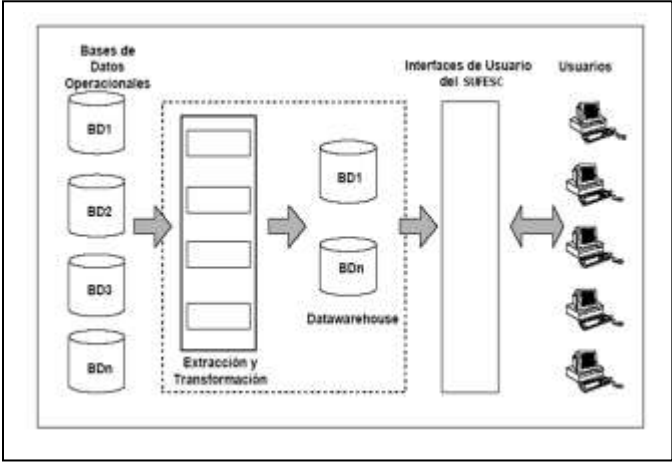 Bases de
Datos
Operacionales
BD1
BD2
BD3
BDn
Extracción y
Transformación
BD1
BDn
Datawarehouse
Interfaces de Usuario
del SUFESC
Usuarios